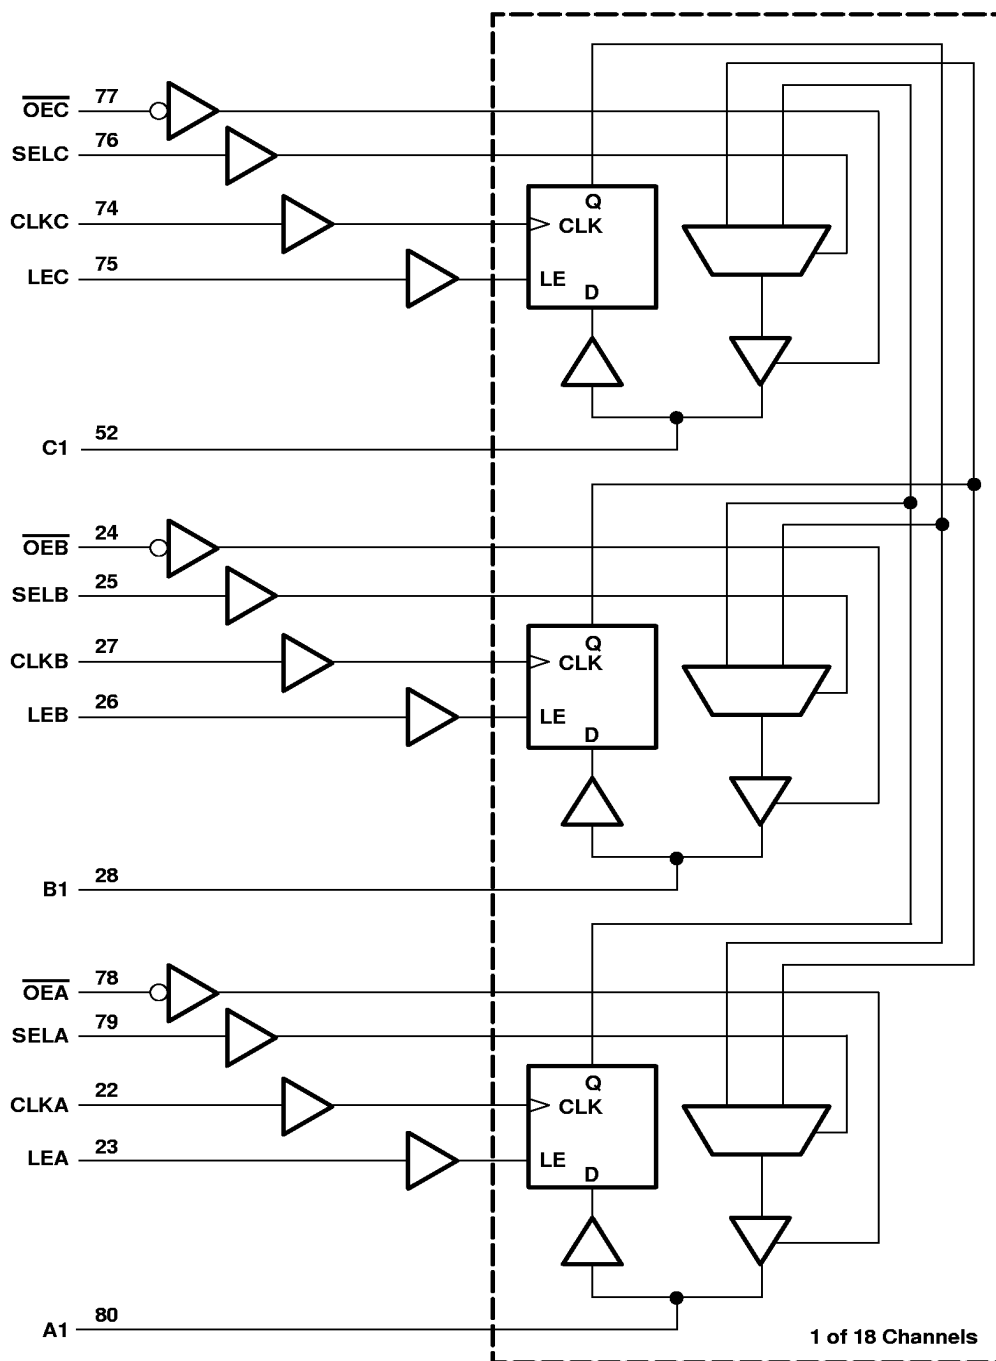 OEC 77
SELC 76
CLKC 74
LEC 75
Q
CLK
LE
D
C1 52
OEB 24
SELB 25
CLKB 27
LEB 26
Q
CLK
LE
D
B1 28
OEA 78
SELA 79
CLKA 22
LEA 23
Q
CLK
LE
D
A1 80
1 of 18 Channels